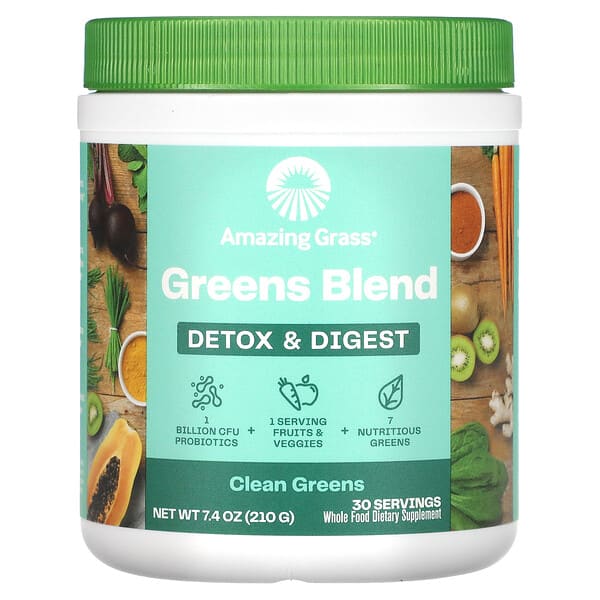 Amazing Grass®
Greens Blend
DETOX & DIGEST
1
BILLION CFU
PROBIOTICS
+
1 SERVING
FRUITS &
VEGGIES
+
7
NUTRITIOUS
GREENS
Clean Greens
NET WT 7.4 OZ (210 G)
30 SERVINGS
Whole Food Dietary Supplement